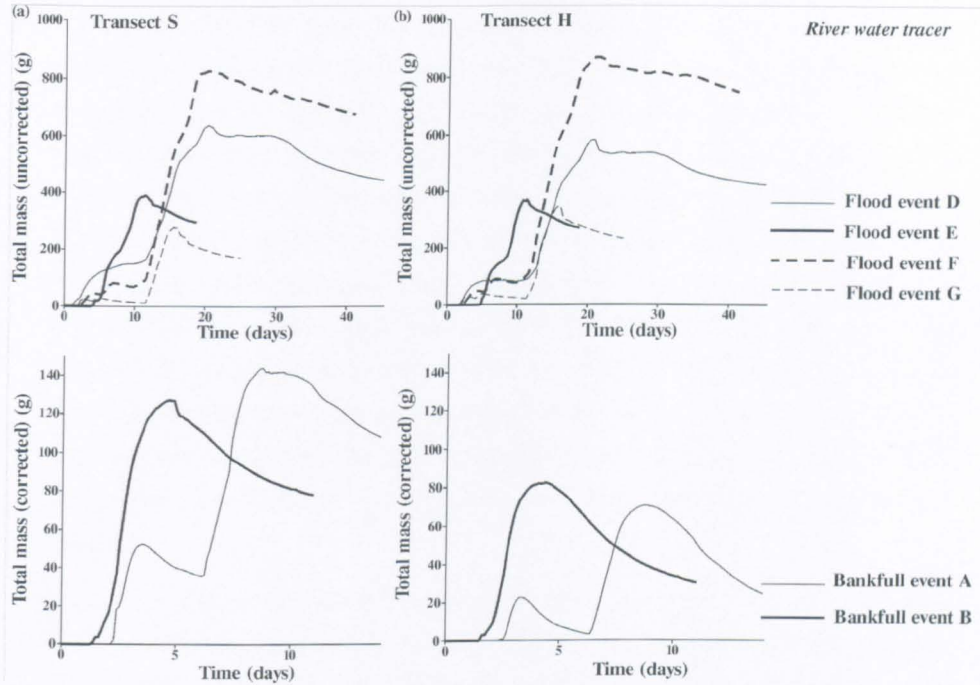 (a)
Transect S
(b)
Transect H
River water tracer
Total mass (uncorrected) (g)
1000
800
600
400
200
0
0
10
20
30
40
Time (days)
Total mass (uncorrected) (g)
1000
800
600
400
200
0
0
10
20
30
40
Time (days)
Flood event D
Flood event E
Flood event F
Flood event G
Total mass (corrected) (g)
140
120
100
80
60
40
20
0
0
5
10
Time (days)
Total mass (corrected) (g)
140
120
100
80
60
40
20
0
0
5
10
Time (days)
Bankfull event A
Bankfull event B